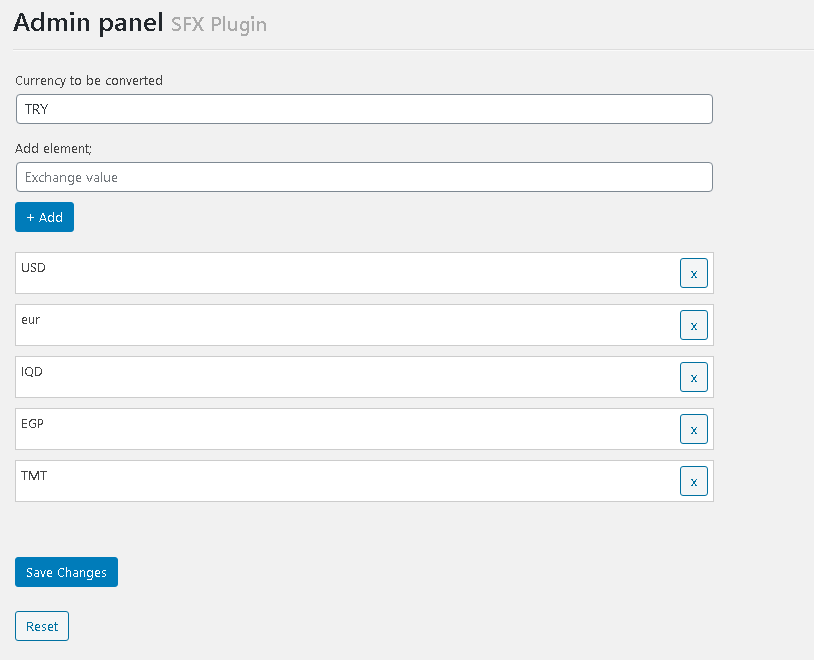 Admin panel SFX Plugin
Currency to be converted
TRY
Add element;
Exchange value
+ Add
USD x
eur x
IQD x
EGP x
TMT x
Save Changes
Reset